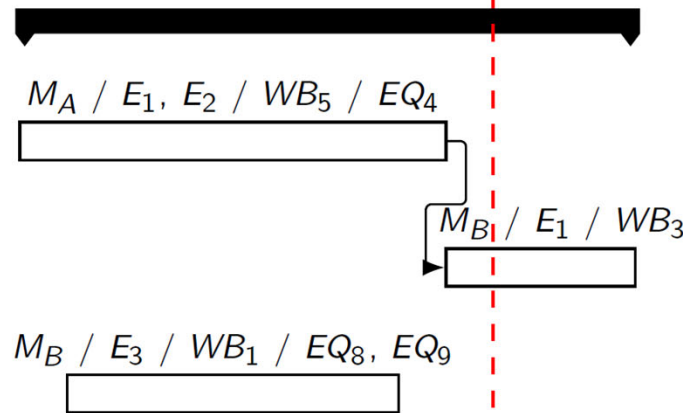 M_A / E_1, E_2 / WB_5 / EQ_4
M_B / E_1 / WB_3
M_B / E_3 / WB_1 / EQ_8, EQ_9